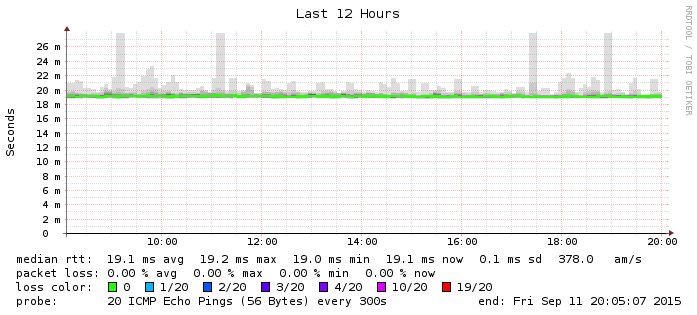 Last 12 Hours
RRDTOOL / TOBI OETIKER
Seconds
26 m
24 m
22 m
20 m
18 m
16 m
14 m
12 m
10 m
8 m
6 m
4 m
2 m
0
10:00 12:00 14:00 16:00 18:00 20:00
median rtt: 19.1 ms avg 19.2 ms max 19.0 ms min 19.1 ms now 0.1 ms sd 378.0 am/s
packet loss: 0.00 % avg 0.00 % max 0.00 % min 0.00 % now
loss color: 0 1/20 2/20 3/20 4/20 10/20 19/20
probe: 20 ICMP Echo Pings (56 Bytes) every 300s end: Fri Sep 11 20:05:07 2015